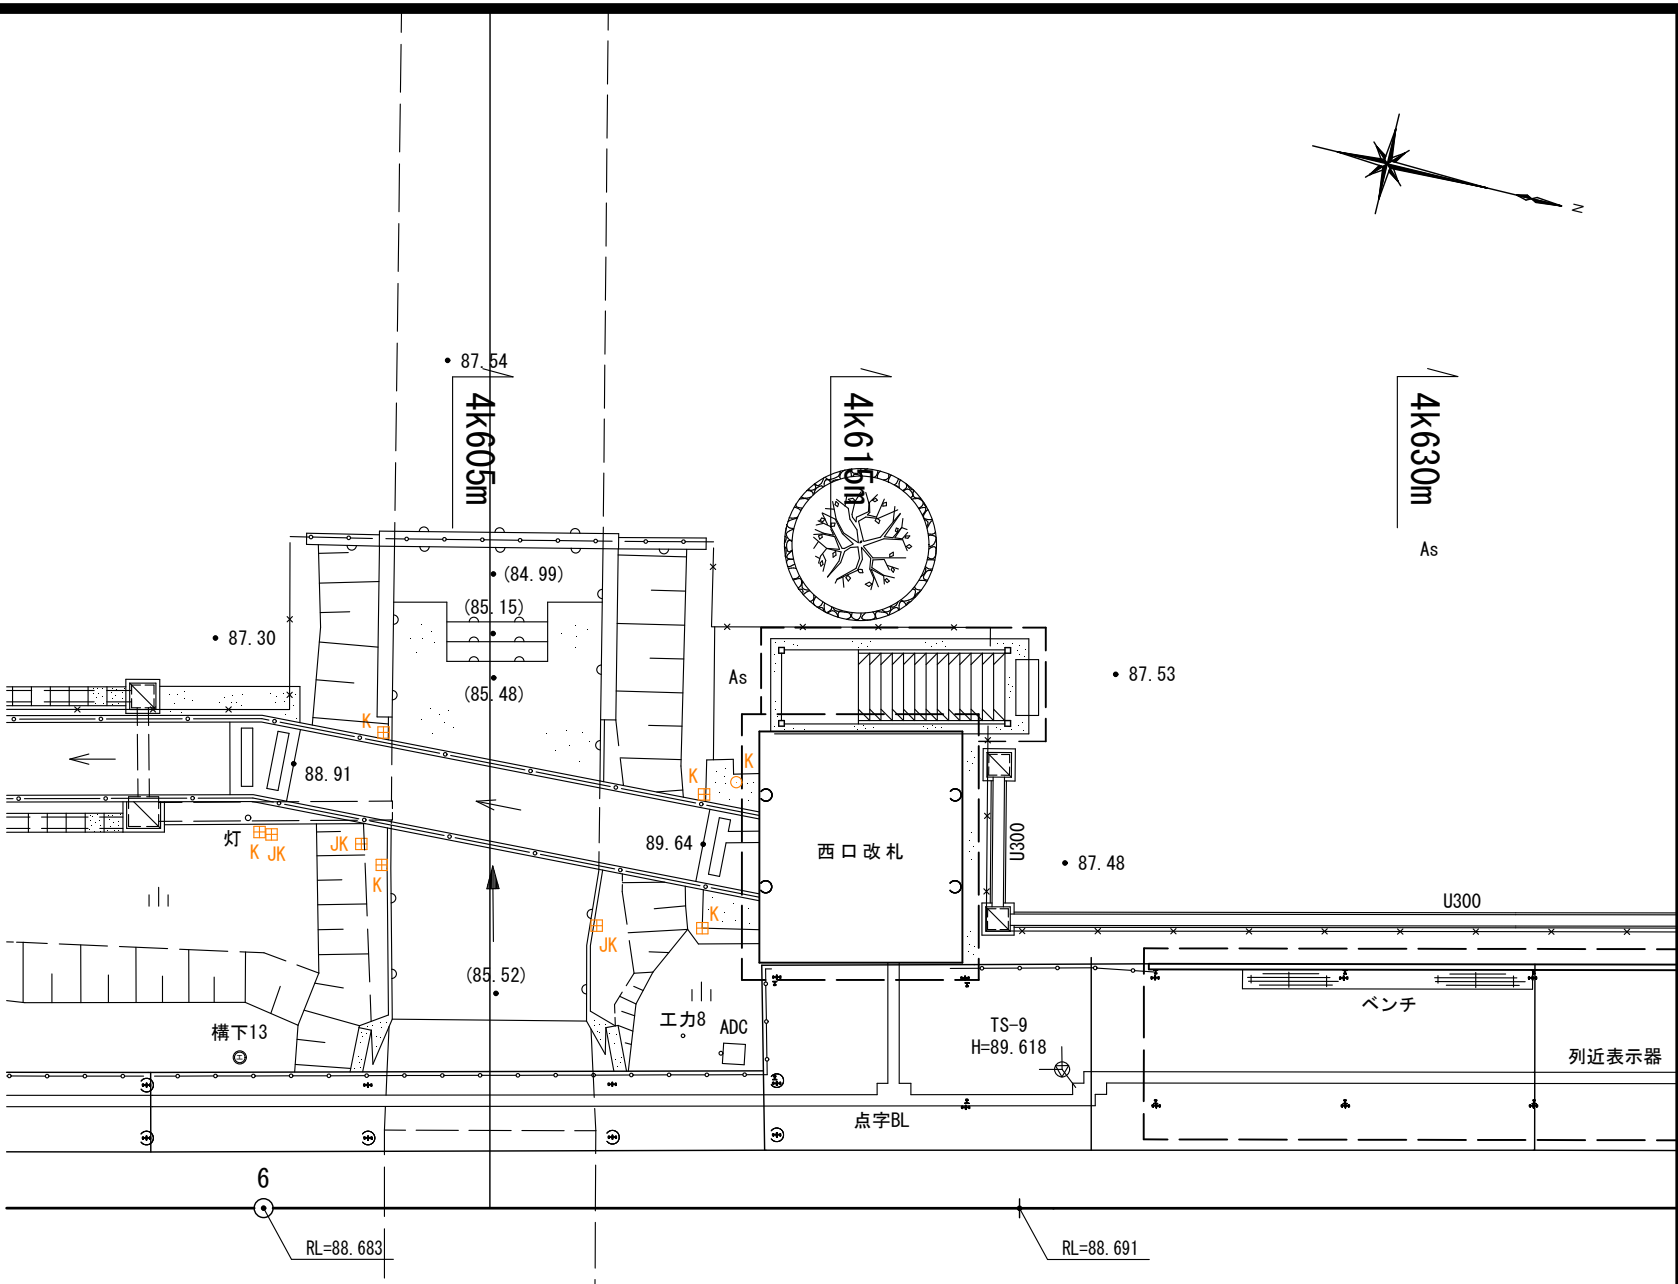 N
87.54
4k605m
4k615m
4k630m
As
(84.99)
(85.15)
87.30
(85.48)
As
87.53
K
K
K
88.91
灯
K
JK
JK
K
89.64
西口改札
U300
87.48
K
JK
U300
(85.52)
構下13
エカ8
ADC
TS-9
H=89.618
ベンチ
列近表示器
点字BL
6
RL=88.683
RL=88.691